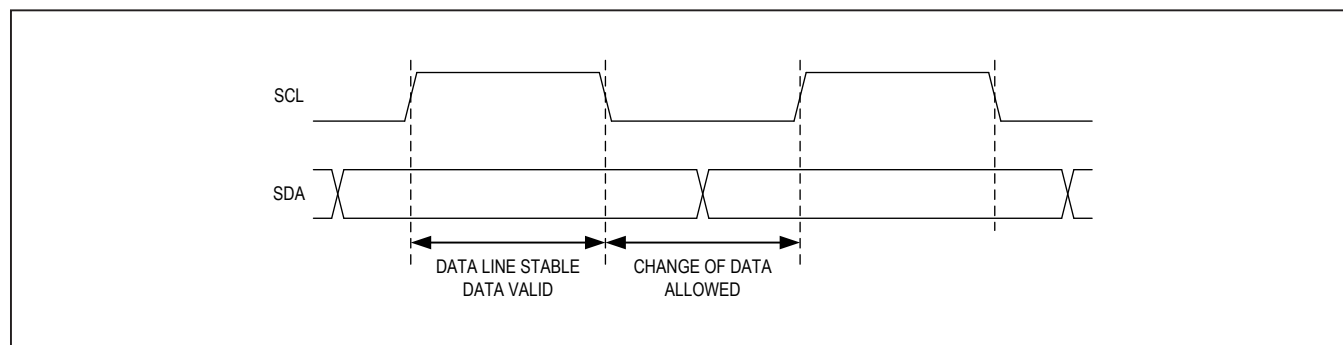 SCL
SDA
DATA LINE STABLE
DATA VALID
CHANGE OF DATA
ALLOWED